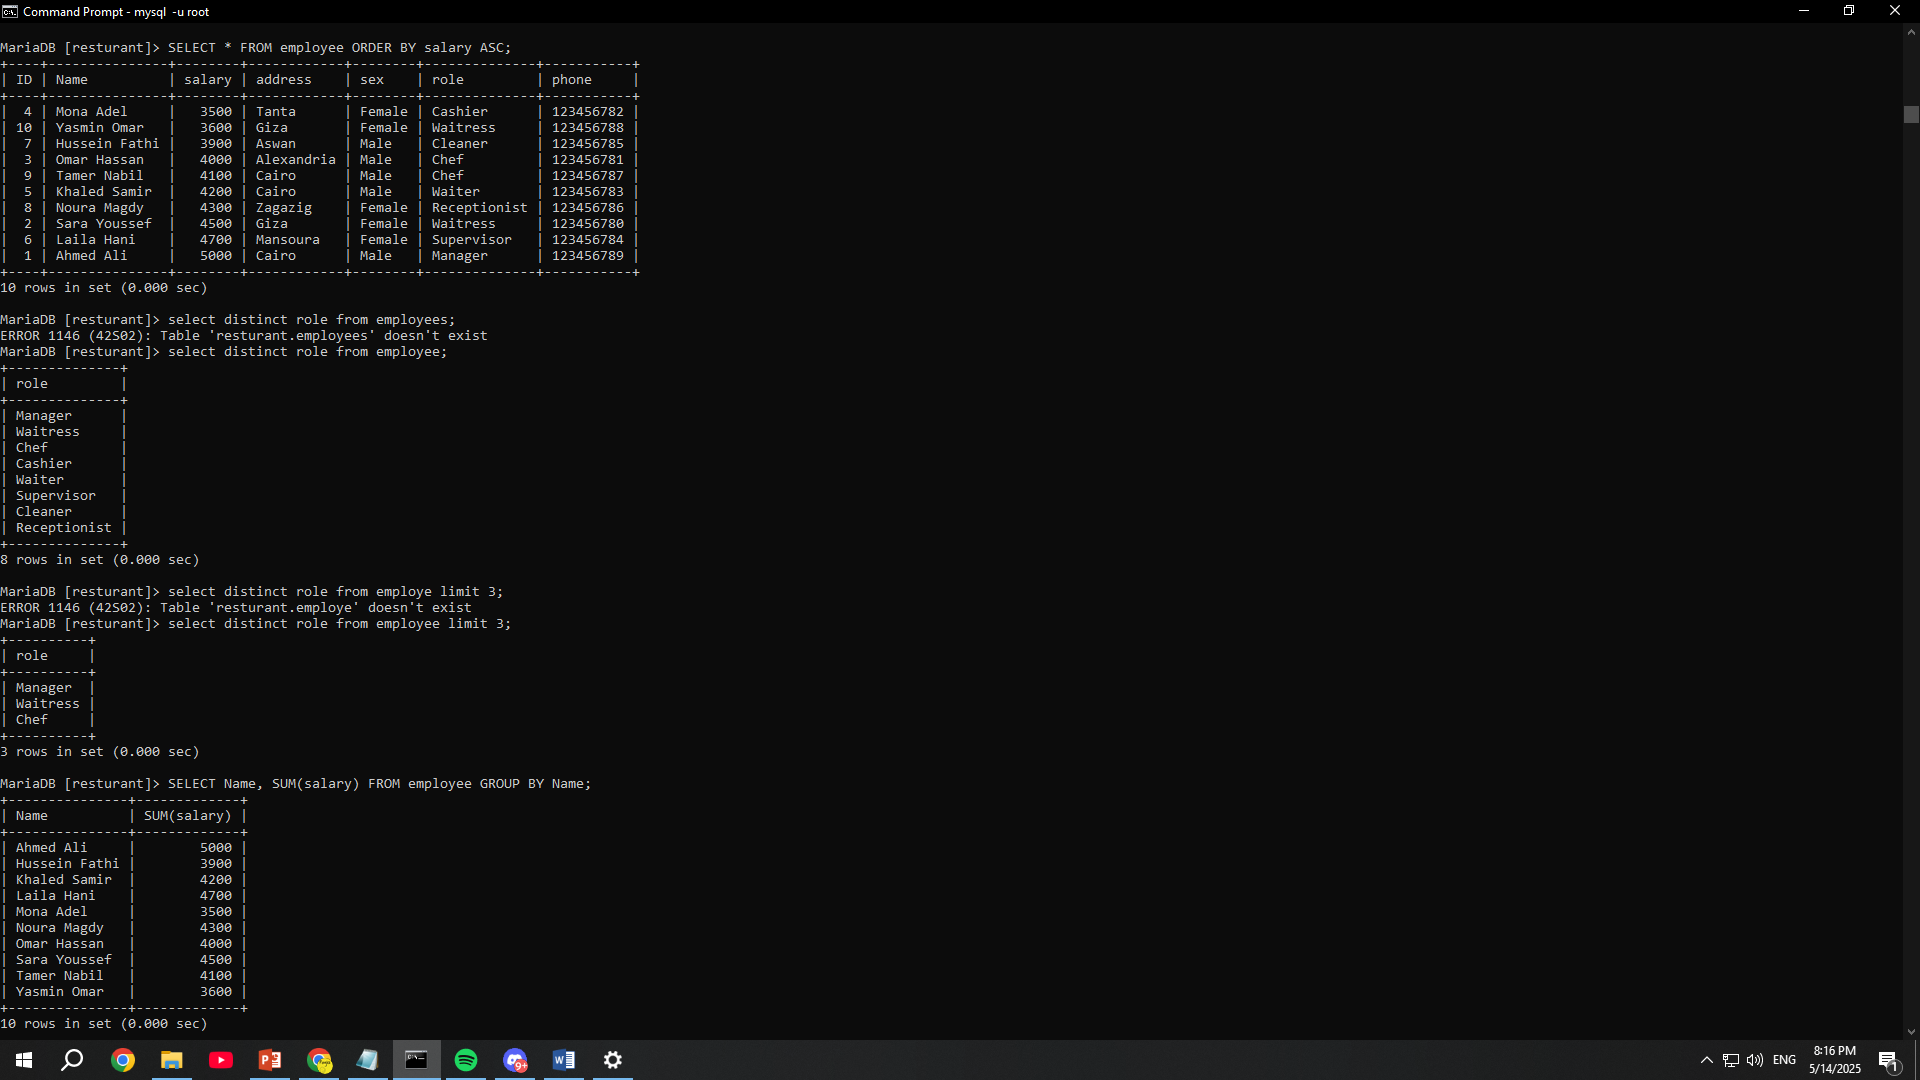 Command Prompt - mysql  -u root
MariaDB [resturant]> SELECT * FROM employee ORDER BY salary ASC;
+----+---------------+--------+------------+--------+--------------+-----------+
| ID | Name          | salary | address    | sex    | role         | phone     |
+----+---------------+--------+------------+--------+--------------+-----------+
|  4 | Mona Adel     |   3500 | Tanta      | Female | Cashier      | 123456782 |
| 10 | Yasmin Omar   |   3600 | Giza       | Female | Waitress     | 123456788 |
|  7 | Hussein Fathi |   3900 | Aswan      | Male   | Cleaner      | 123456785 |
|  3 | Omar Hassan   |   4000 | Alexandria | Male   | Chef         | 123456781 |
|  9 | Tamer Nabil   |   4100 | Cairo      | Male   | Chef         | 123456787 |
|  5 | Khaled Samir  |   4200 | Cairo      | Male   | Waiter       | 123456783 |
|  8 | Noura Magdy   |   4300 | Zagazig    | Female | Receptionist | 123456786 |
|  2 | Sara Youssef  |   4500 | Giza       | Female | Waitress     | 123456780 |
|  6 | Laila Hani    |   4700 | Mansoura   | Female | Supervisor   | 123456784 |
|  1 | Ahmed Ali     |   5000 | Cairo      | Male   | Manager      | 123456789 |
+----+---------------+--------+------------+--------+--------------+-----------+
10 rows in set (0.000 sec)
MariaDB [resturant]> select distinct role from employees;
ERROR 1146 (42S02): Table 'resturant.employees' doesn't exist
MariaDB [resturant]> select distinct role from employee;
+--------------+
| role         |
+--------------+
| Manager      |
| Waitress     |
| Chef         |
| Cashier      |
| Waiter       |
| Supervisor   |
| Cleaner      |
| Receptionist |
+--------------+
8 rows in set (0.000 sec)
MariaDB [resturant]> select distinct role from employe limit 3;
ERROR 1146 (42S02): Table 'resturant.employe' doesn't exist
MariaDB [resturant]> select distinct role from employee limit 3;
+----------+
| role     |
+----------+
| Manager  |
| Waitress |
| Chef     |
+----------+
3 rows in set (0.000 sec)
MariaDB [resturant]> SELECT Name, SUM(salary) FROM employee GROUP BY Name;
+---------------+-------------+
| Name          | SUM(salary) |
+---------------+-------------+
| Ahmed Ali     |        5000 |
| Hussein Fathi |        3900 |
| Khaled Samir  |        4200 |
| Laila Hani    |        4700 |
| Mona Adel     |        3500 |
| Noura Magdy   |        4300 |
| Omar Hassan   |        4000 |
| Sara Youssef  |        4500 |
| Tamer Nabil   |        4100 |
| Yasmin Omar   |        3600 |
+---------------+-------------+
10 rows in set (0.000 sec)
9+
ENG
8:16 PM
5/14/2025
1